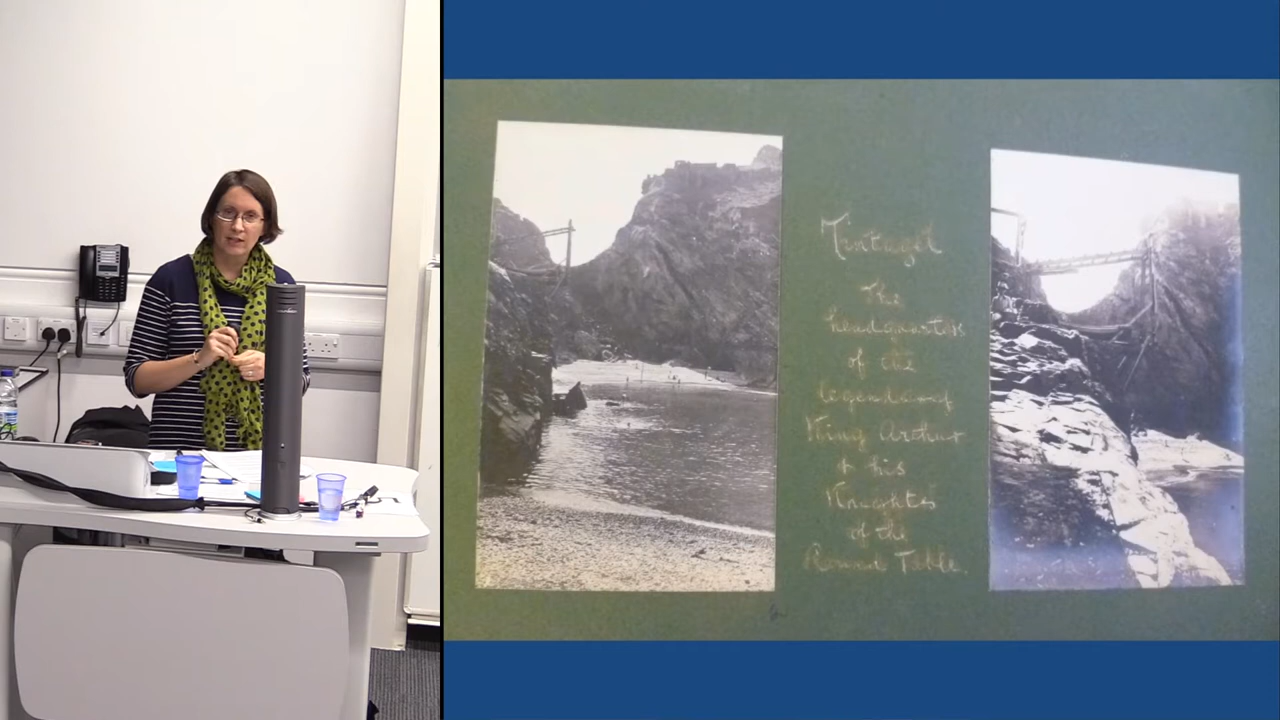 Tintagel
The
headquarters
of the
legendary
King Arthur
& his
Knights
of the
Round Table.